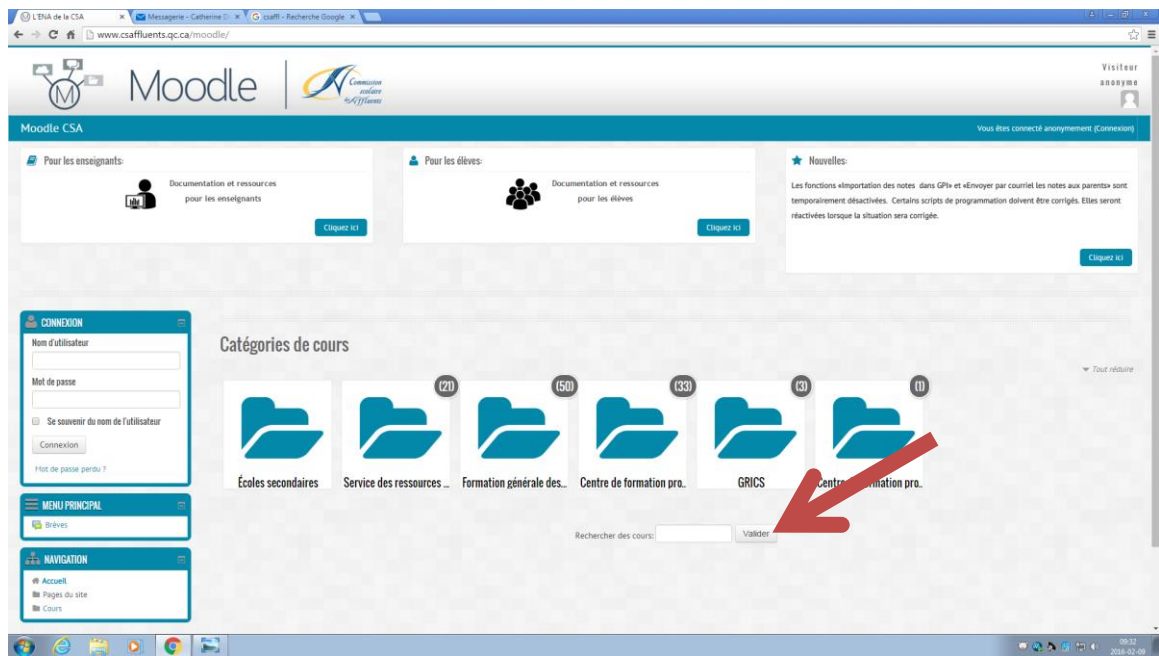 L'ENA de la CSA
Messagerie - Catherine D
csaffl - Recherche Google
www.csaffluents.qc.ca/moodle/
Moodle
Commission
scolaire
des Affluents
Visiteur
anonyme
Moodle CSA
Vous êtes connecté anonymement (Connexion)
Pour les enseignants:
Documentation et ressources
pour les enseignants
Cliquez ici
Pour les élèves:
Documentation et ressources
pour les élèves
Cliquez ici
Nouvelles:
Les fonctions «Importation des notes dans GPI» et «Envoyer par courriel les notes aux parents» sont
temporairement désactivées. Certains scripts de programmation doivent être corrigés. Elles seront
réactivées lorsque la situation sera corrigée.
Cliquez ici
CONNEXION
Nom d'utilisateur
Mot de passe
Se souvenir du nom de l'utilisateur
Connexion
Mot de passe perdu ?
MENU PRINCIPAL
Brèves
NAVIGATION
Accueil
Pages du site
Cours
Catégories de cours
Tout réduire
(21) (50) (33) (3) (1)
Écoles secondaires Service des ressources ... Formation générale des... Centre de formation pro... GRICS Centre formation pro...
Rechercher des cours: Valider
09:32
2016-02-09